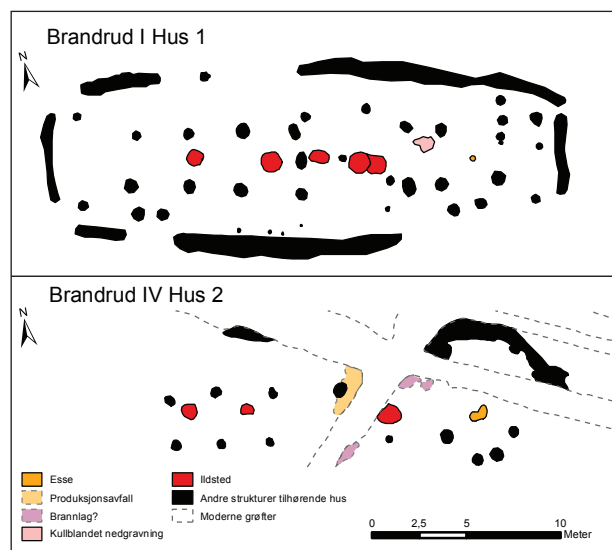 Brandrud I Hus 1
N
Brandrud IV Hus 2
N
Esse
Ildsted
Produksjonsavfall
Andre strukturer tilhørende hus
Brannlag?
Moderne grøfter
Kullblandet nedgravning
0 2,5 5 10
Meter